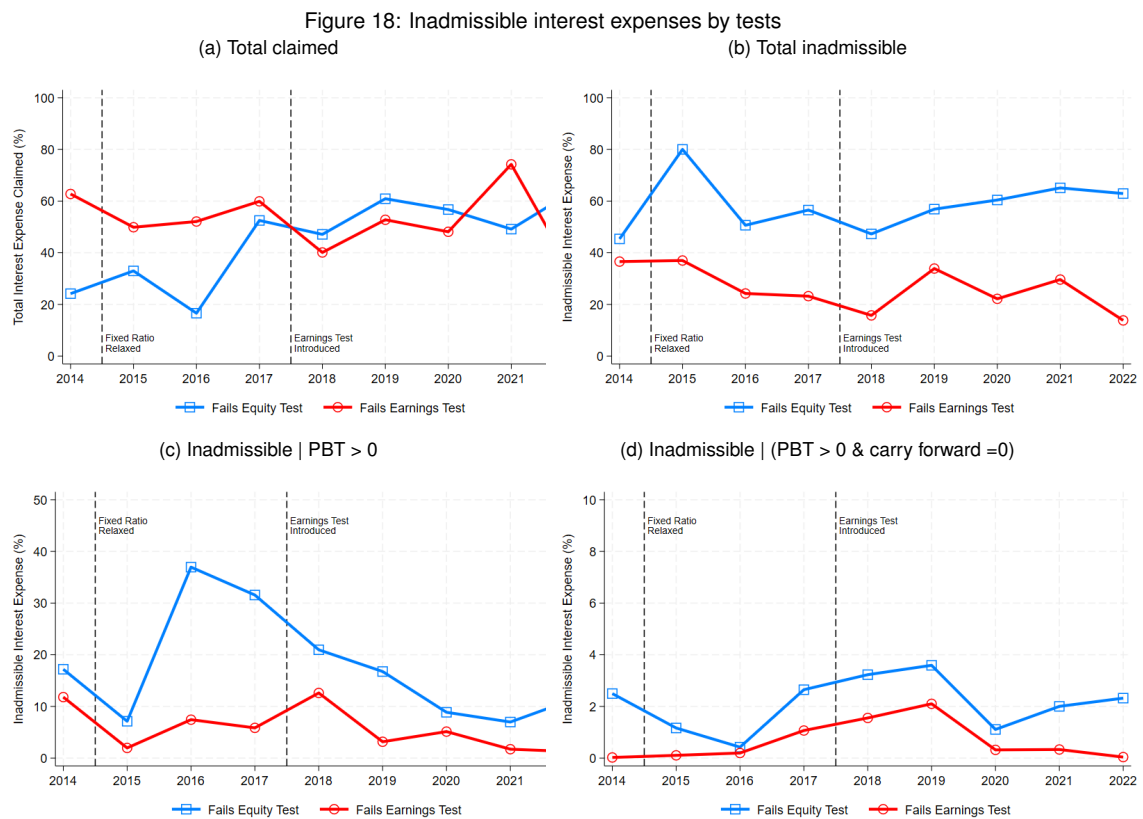 Figure 18: Inadmissible interest expenses by tests
(a) Total claimed
Total Interest Expense Claimed (%)
100
80
60
40
20
0
Fixed Ratio
Relaxed
Earnings Test
Introduced
2014 2015 2016 2017 2018 2019 2020 2021
Fails Equity Test Fails Earnings Test
(b) Total inadmissible
Inadmissible Interest Expense (%)
100
80
60
40
20
0
Fixed Ratio
Relaxed
Earnings Test
Introduced
2014 2015 2016 2017 2018 2019 2020 2021 2022
Fails Equity Test Fails Earnings Test
(c) Inadmissible | PBT > 0
Inadmissible Interest Expense (%)
50
40
30
20
10
0
Fixed Ratio
Relaxed
Earnings Test
Introduced
2014 2015 2016 2017 2018 2019 2020 2021
Fails Equity Test Fails Earnings Test
(d) Inadmissible | (PBT > 0 & carry forward =0)
Inadmissible Interest Expense (%)
10
8
6
4
2
0
Fixed Ratio
Relaxed
Earnings Test
Introduced
2014 2015 2016 2017 2018 2019 2020 2021 2022
Fails Equity Test Fails Earnings Test